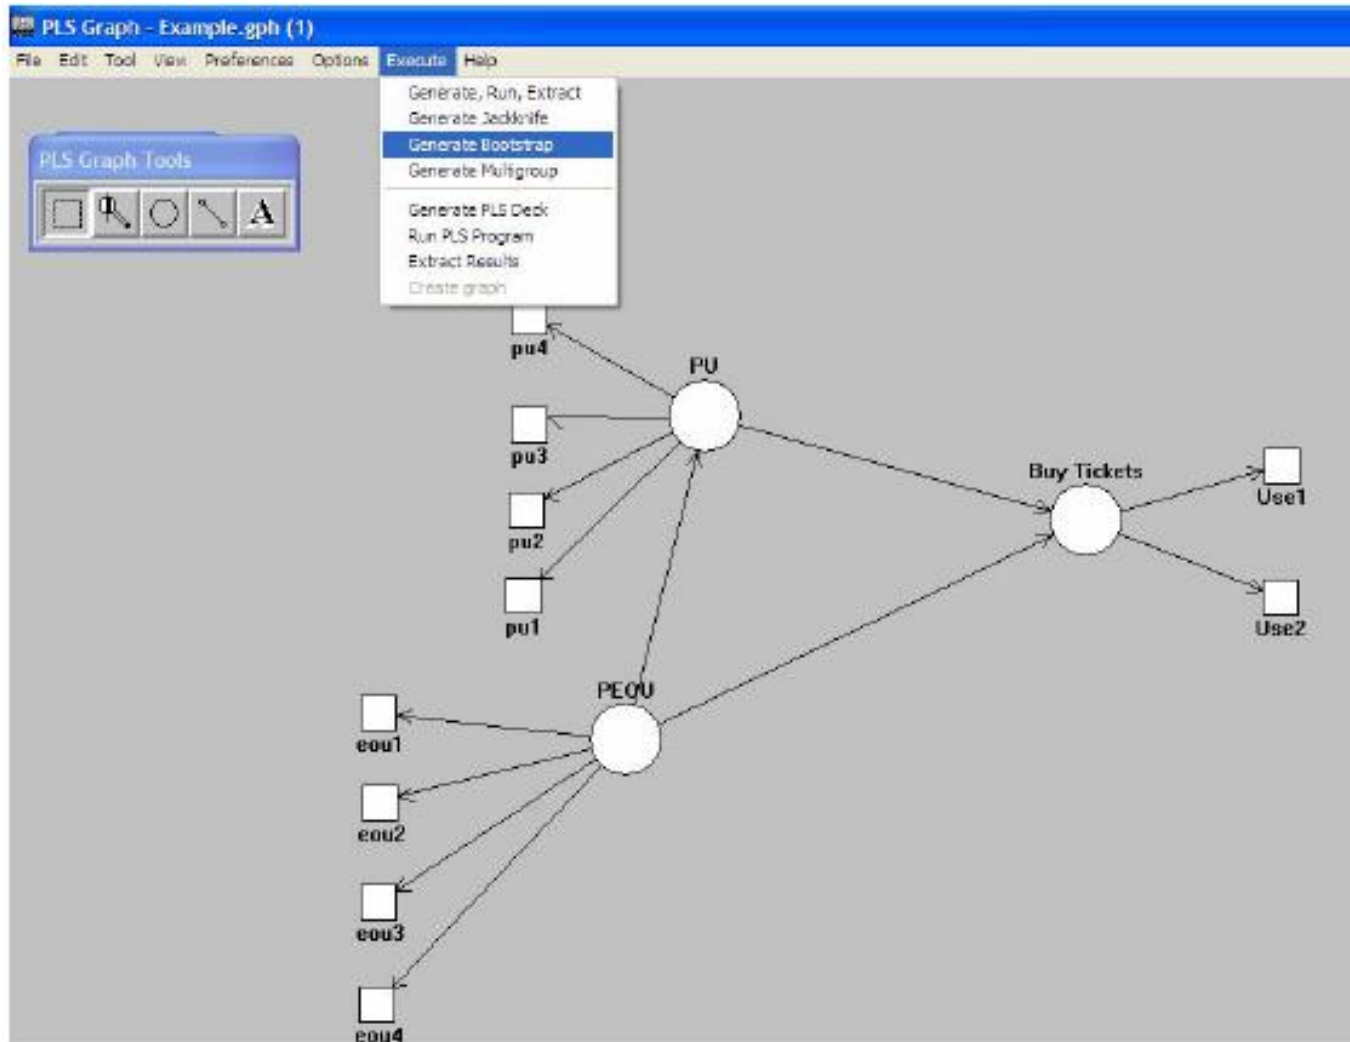 PLS Graph - Example.gph (1)
File Edit Tool View Preferences Options Execute Help
Generate, Run, Extract
Generate Jackknife
Generate Bootstrap
Generate Multigroup
Generate PLS Deck
Run PLS Program
Extract Results
Create graph
PLS Graph Tools
A
pu4
PU
pu3
Buy Tickets
Use1
pu2
pu1
Use2
PEOU
eou1
eou2
eou3
eou4